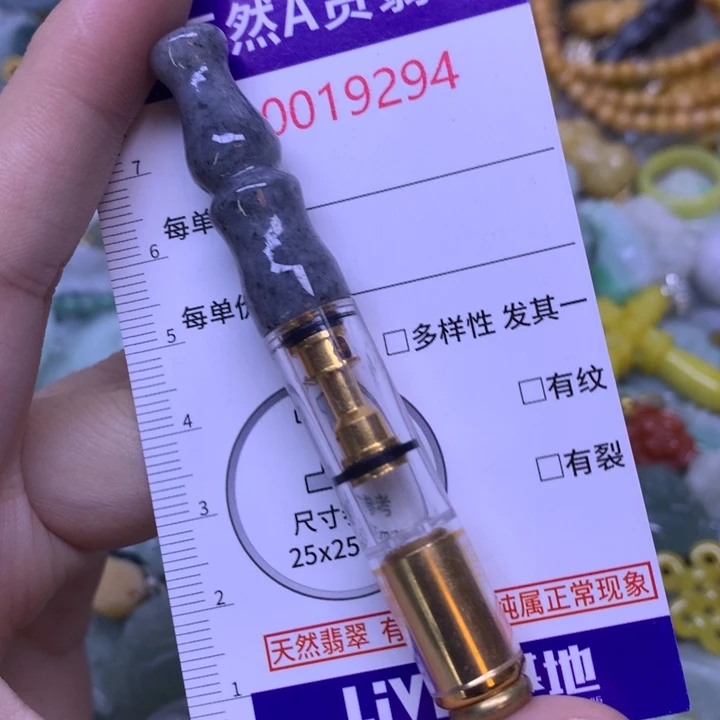 然A货翡
0019294
7
每单
6
每单价
5
□多样性 发其一
□有纹
4
□有裂
3
尺寸
25x25
2
天然翡翠 有 纯属正常现象
1
基地